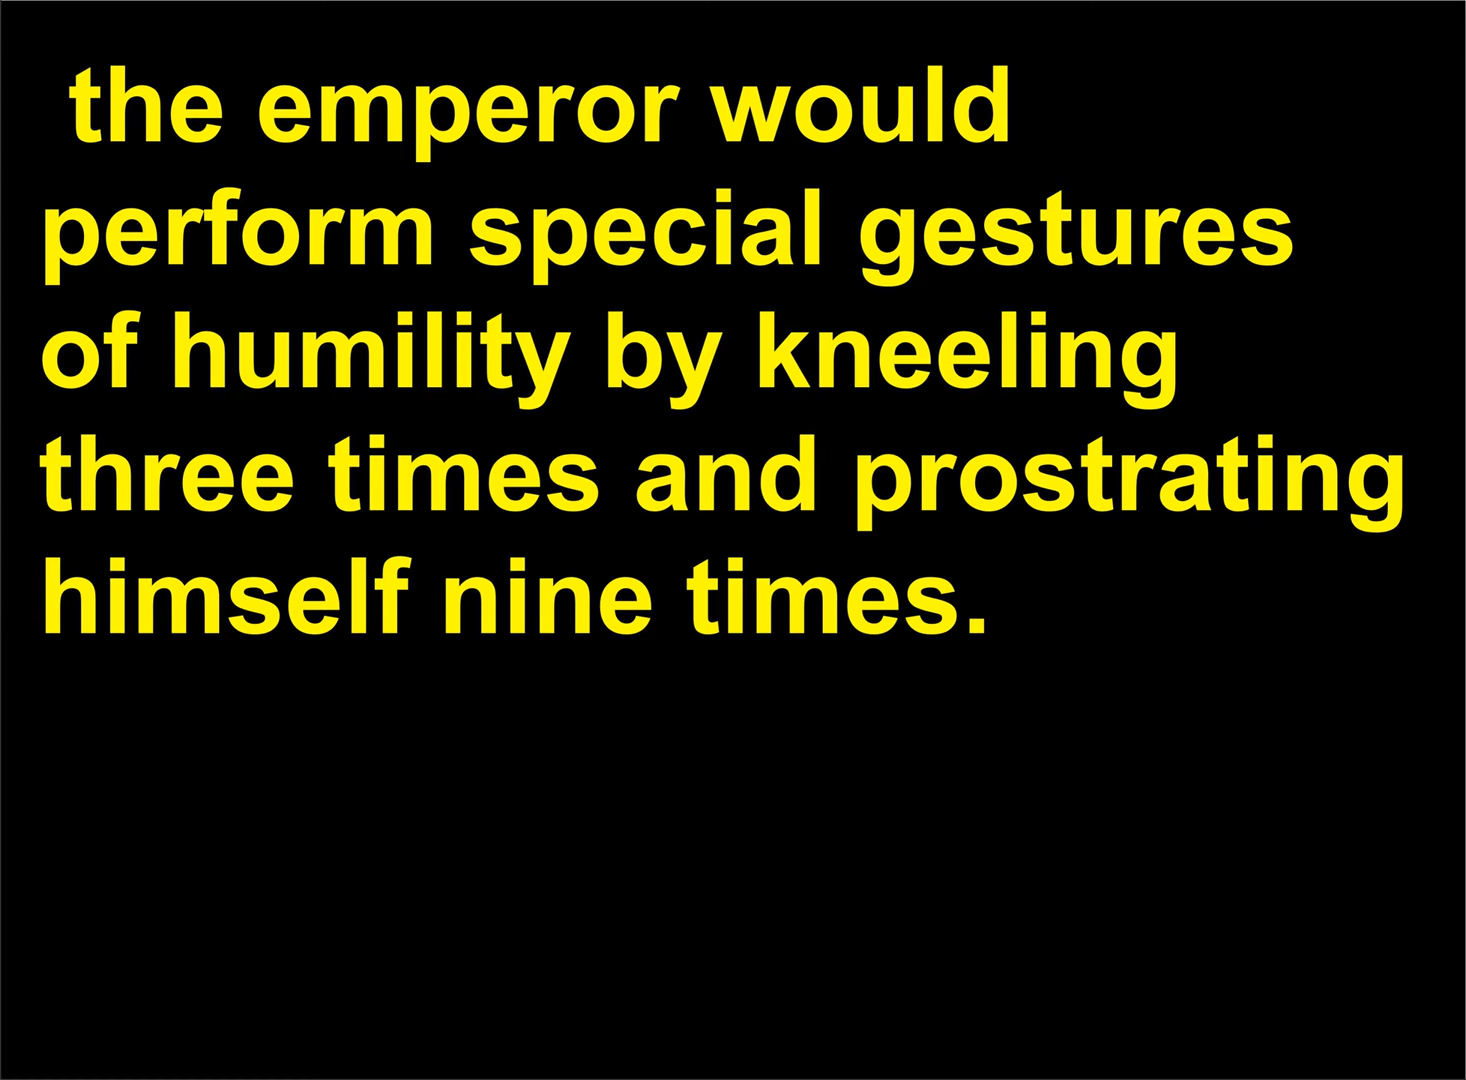 the emperor would
perform special gestures
of humility by kneeling
three times and prostrating
himself nine times.